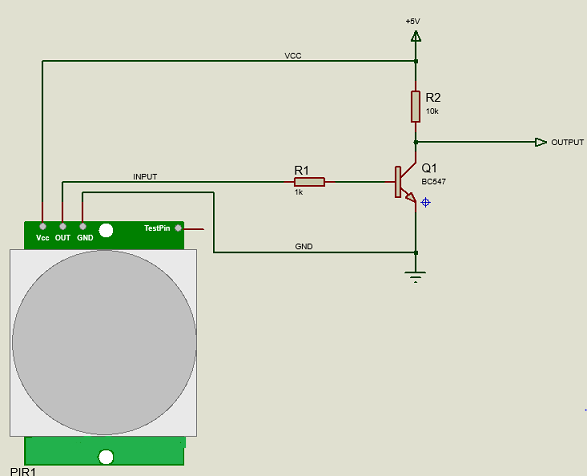 +5V
VCC
R2
10k
OUTPUT
R1
1k
INPUT
Q1
BC547
Vcc OUT GND TestPin
GND
PIR1